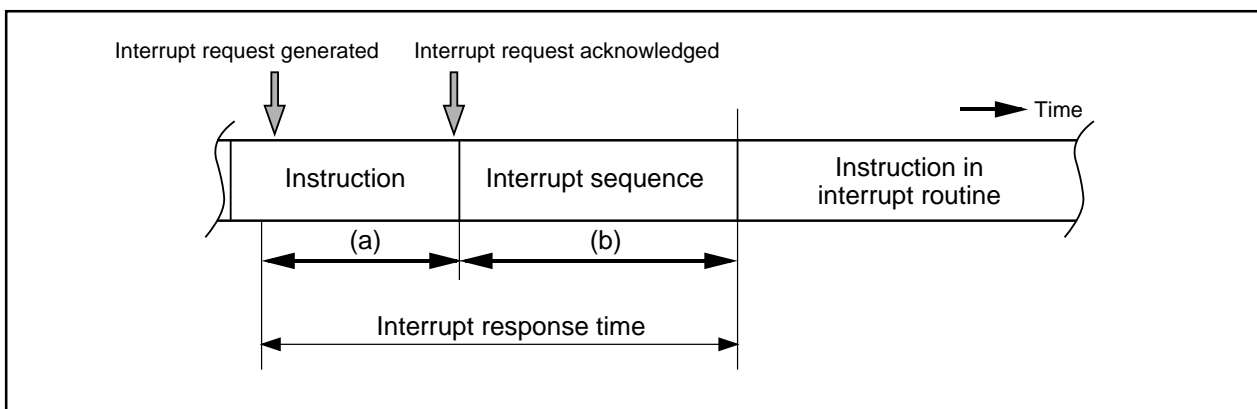 Interrupt request generated
Interrupt request acknowledged
Time
Instruction
Interrupt sequence
Instruction in
interrupt routine
(a)
(b)
Interrupt response time